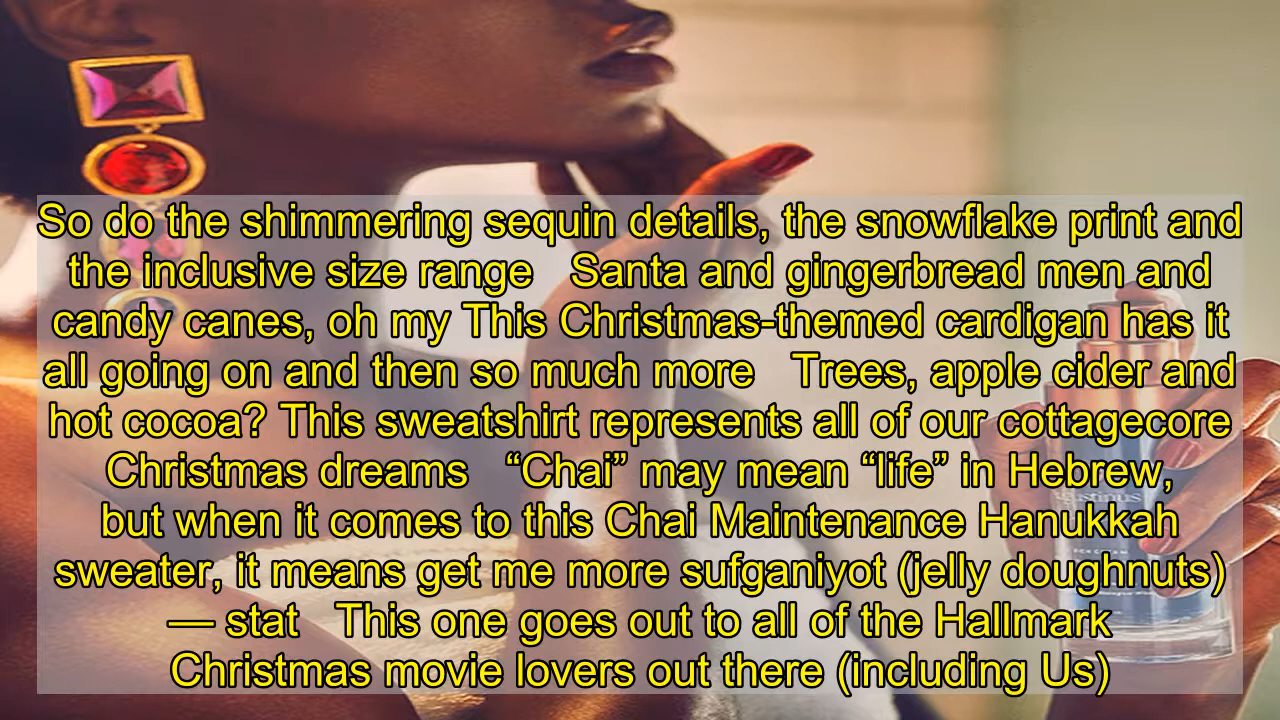 So do the shimmering sequin details, the snowflake print and
the inclusive size range   Santa and gingerbread men and
candy canes, oh my This Christmas-themed cardigan has it
all going on and then so much more   Trees, apple cider and
hot cocoa? This sweatshirt represents all of our cottagecore
Christmas dreams   “Chai” may mean “life” in Hebrew,
but when it comes to this Chai Maintenance Hanukkah
sweater, it means get me more sufganiyot (jelly doughnuts)
— stat   This one goes out to all of the Hallmark
Christmas movie lovers out there (including Us)